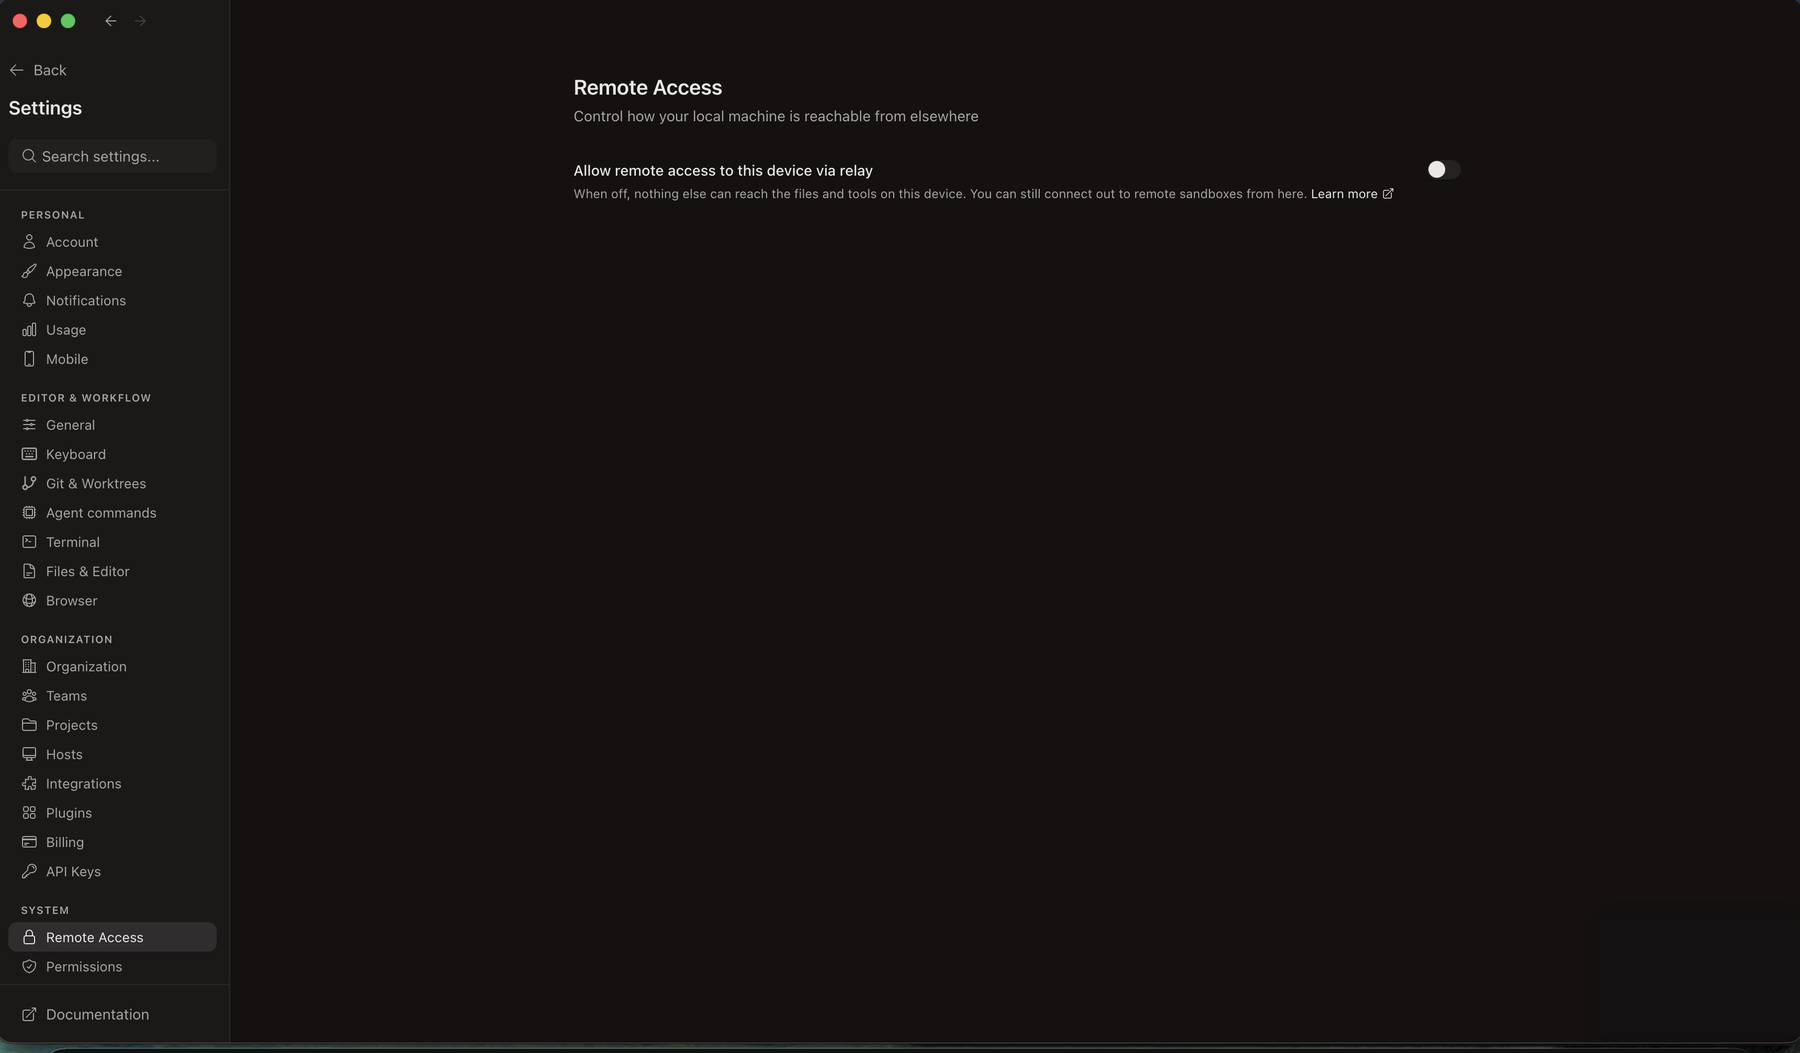 Back
Settings
Search settings...
PERSONAL
Account
Appearance
Notifications
Usage
Mobile
EDITOR & WORKFLOW
General
Keyboard
Git & Worktrees
Agent commands
Terminal
Files & Editor
Browser
ORGANIZATION
Organization
Teams
Projects
Hosts
Integrations
Plugins
Billing
API Keys
SYSTEM
Remote Access
Permissions
Documentation
Remote Access
Control how your local machine is reachable from elsewhere
Allow remote access to this device via relay
When off, nothing else can reach the files and tools on this device. You can still connect out to remote sandboxes from here. Learn more